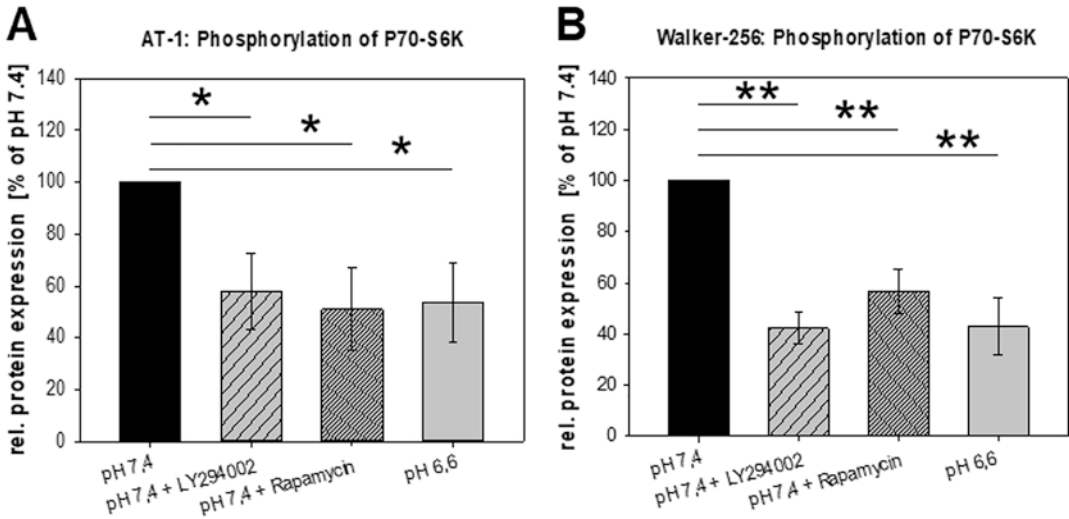 A
AT-1: Phosphorylation of P70-S6K
rel. protein expression [% of pH 7.4]
140
120
100
80
60
40
20
0
*
*
*
pH 7,4
pH 7,4 + LY294002
pH 7,4 + Rapamycin
pH 6,6
B
Walker-256: Phosphorylation of P70-S6K
rel. protein expression [% of pH 7.4]
140
120
100
80
60
40
20
0
**
**
**
pH 7,4
pH 7,4 + LY294002
pH 7,4 + Rapamycin
pH 6,6